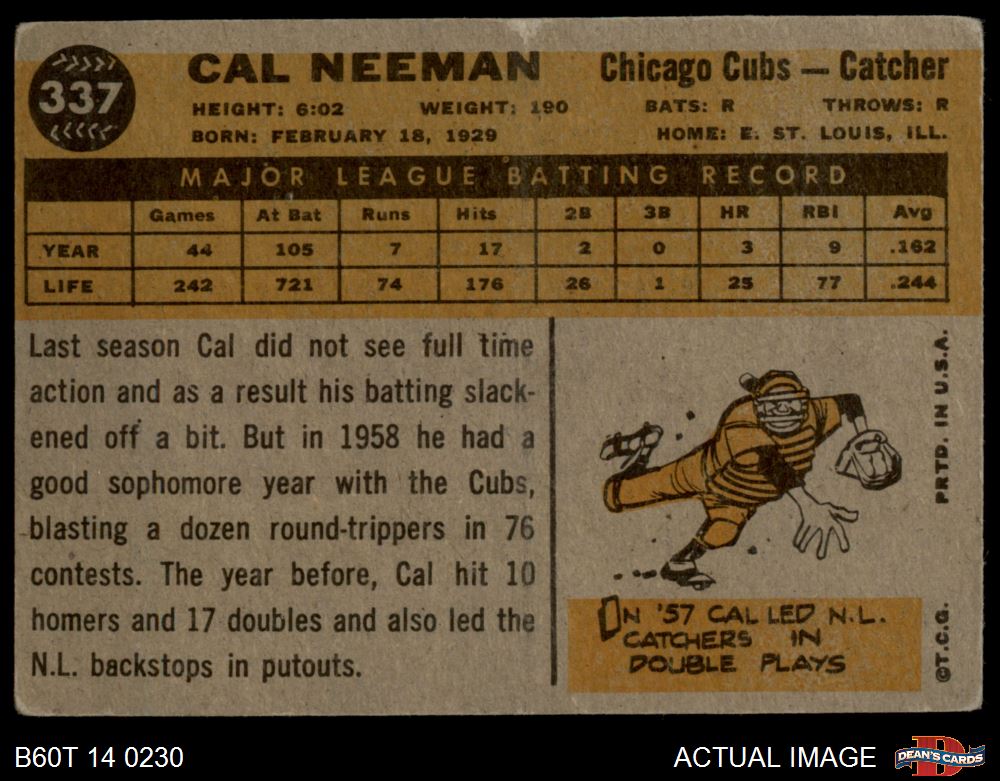 337
CAL NEEMAN
Chicago Cubs — Catcher
HEIGHT: 6:02 WEIGHT: 190 BATS: R THROWS: R
BORN: FEBRUARY 18, 1929 HOME: E. ST. LOUIS, ILL.
MAJOR LEAGUE BATTING RECORD
Games At Bat Runs Hits 2B 3B HR RBI Avg
YEAR 44 105 7 17 2 0 3 9 .162
LIFE 242 721 74 176 26 1 25 77 .244
Last season Cal did not see full time
action and as a result his batting slack-
ened off a bit. But in 1958 he had a
good sophomore year with the Cubs,
blasting a dozen round-trippers in 76
contests. The year before, Cal hit 10
homers and 17 doubles and also led the
N.L. backstops in putouts.
IN '57 CAL LED N.L.
CATCHERS IN
DOUBLE PLAYS
PRTD. IN U.S.A.
©T.C.G.
B60T 14 0230
ACTUAL IMAGE
D
DEAN'S CARDS